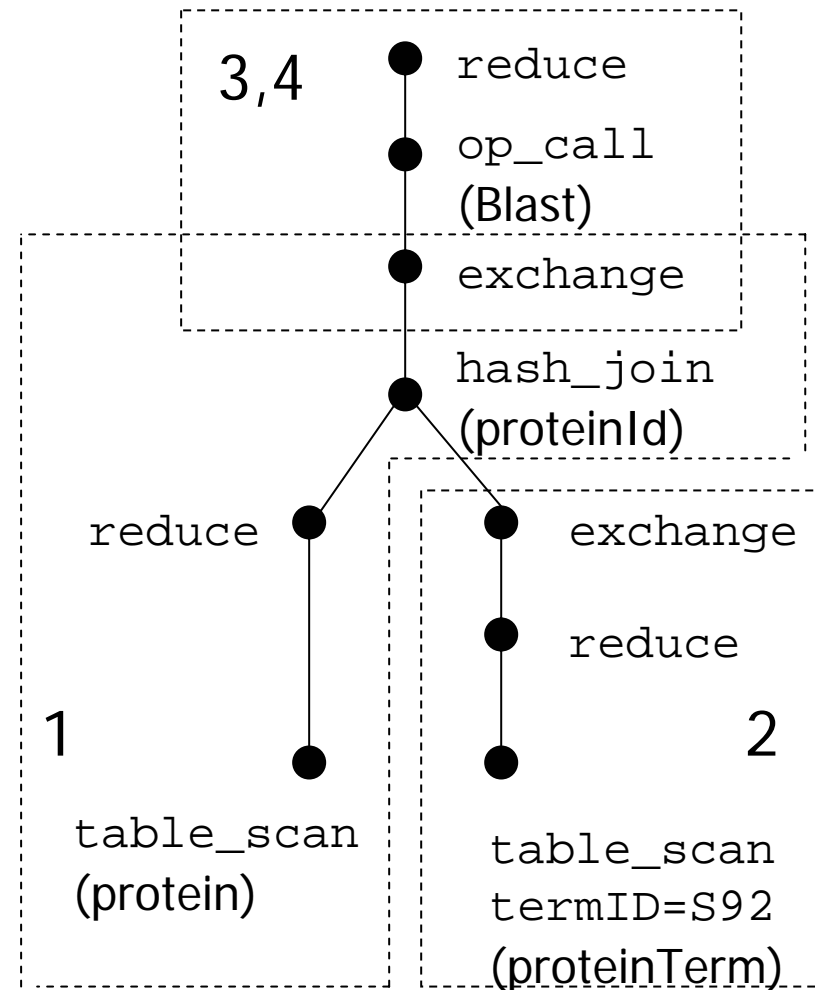 3,4
reduce
op_call
(Blast)
exchange
hash_join
(proteinId)
reduce
exchange
reduce
1
2
table_scan
(protein)
table_scan
termID=S92
(proteinTerm)